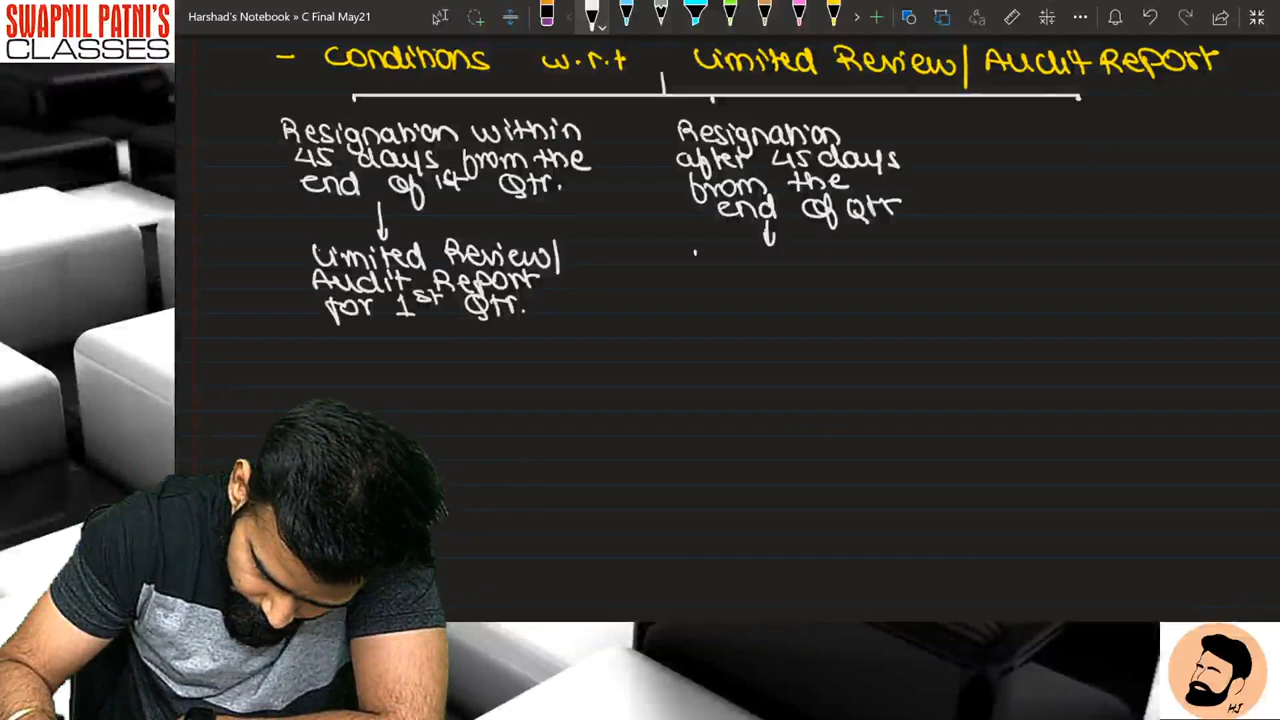 SWAPNIL PATNI'S
CLASSES
Harshad's Notebook » C Final May21
- Conditions w.r.t Limited Review/ Audit Report
Resignation within
45 days from the
end of 1st Qtr.
Limited Review/
Audit Report
for 1st Qtr.
Resignation
after 45 days
from the
end of Qtr
HJ